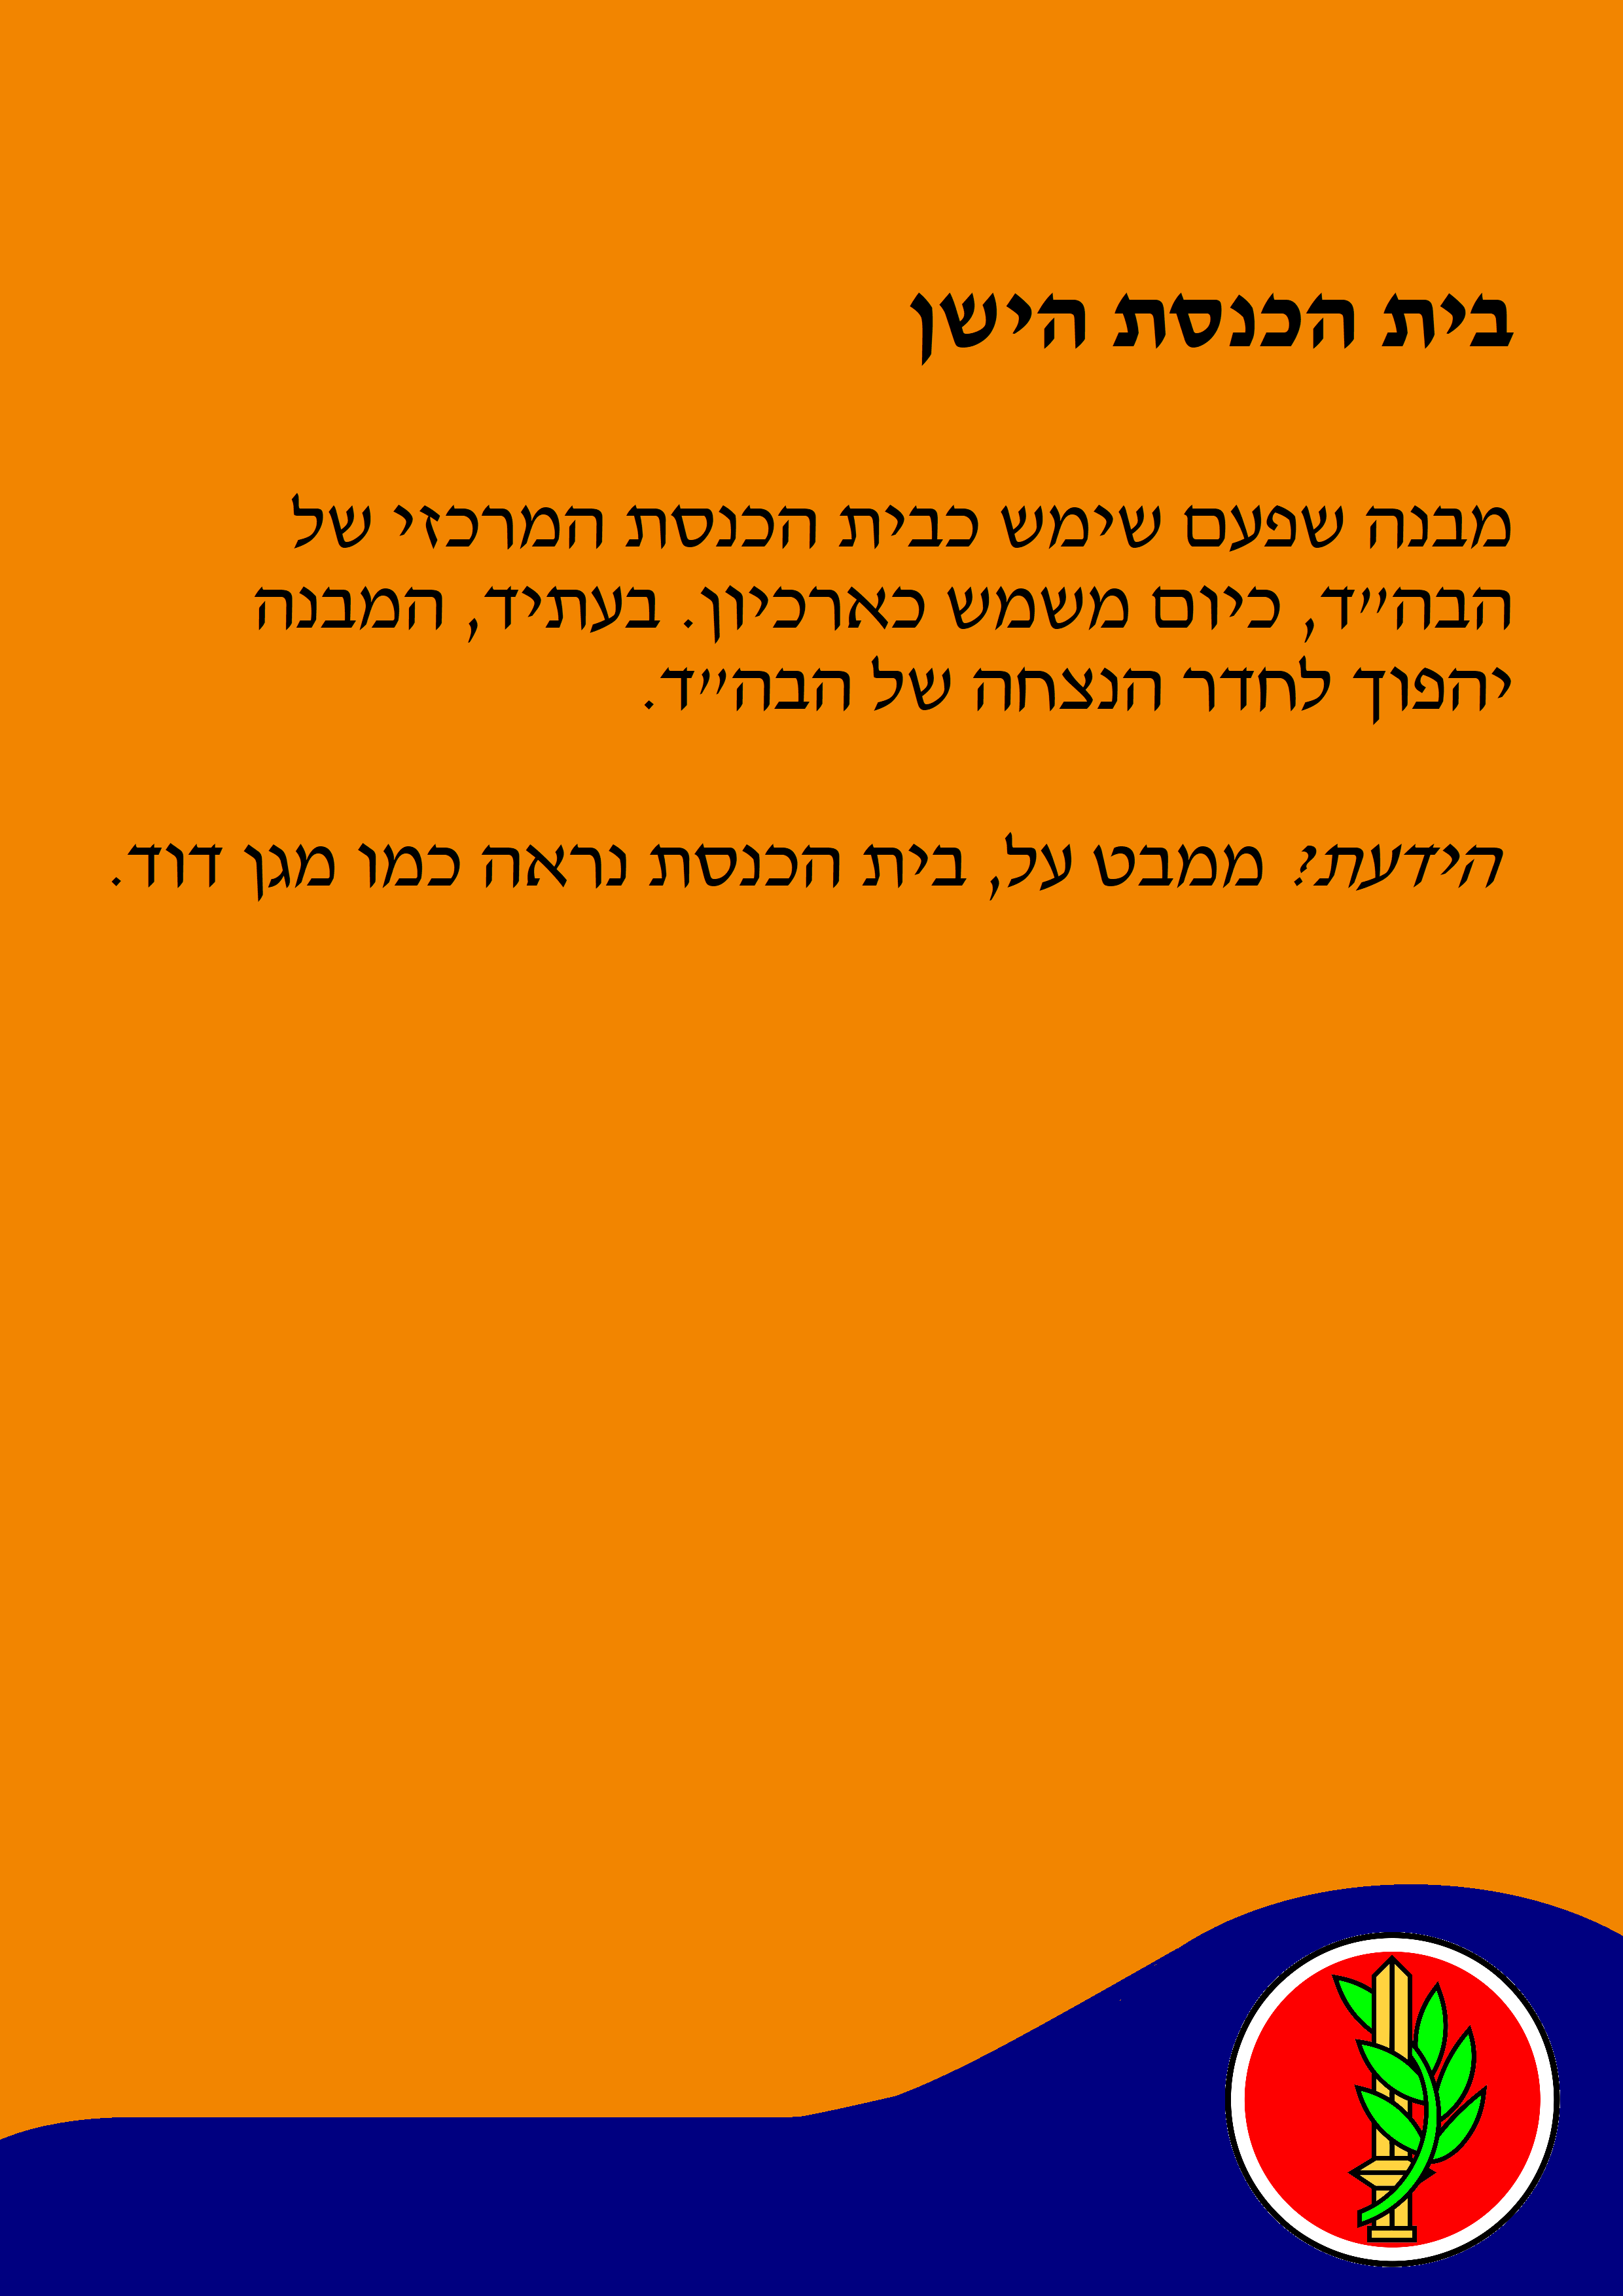 בית הכנסת הישן
מבנה שפעם שימש כבית הכנסת המרכזי של
הבה״ד, כיום משמש כארכיון. בעתיד, המבנה
יהפוך לחדר הנצחה של הבה״ד.
הידעת? ממבט על, בית הכנסת נראה כמו מגן דוד.